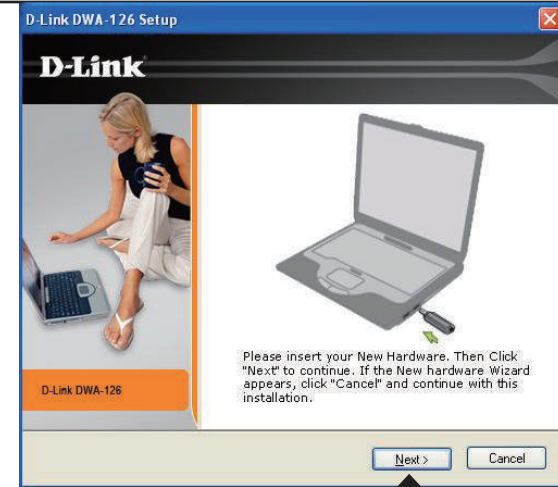 D-Link DWA-126 Setup
D-Link
Please insert your New Hardware. Then Click
"Next" to continue. If the New hardware Wizard
appears, click "Cancel" and continue with this
installation.
D-Link DWA-126
Next >
Cancel